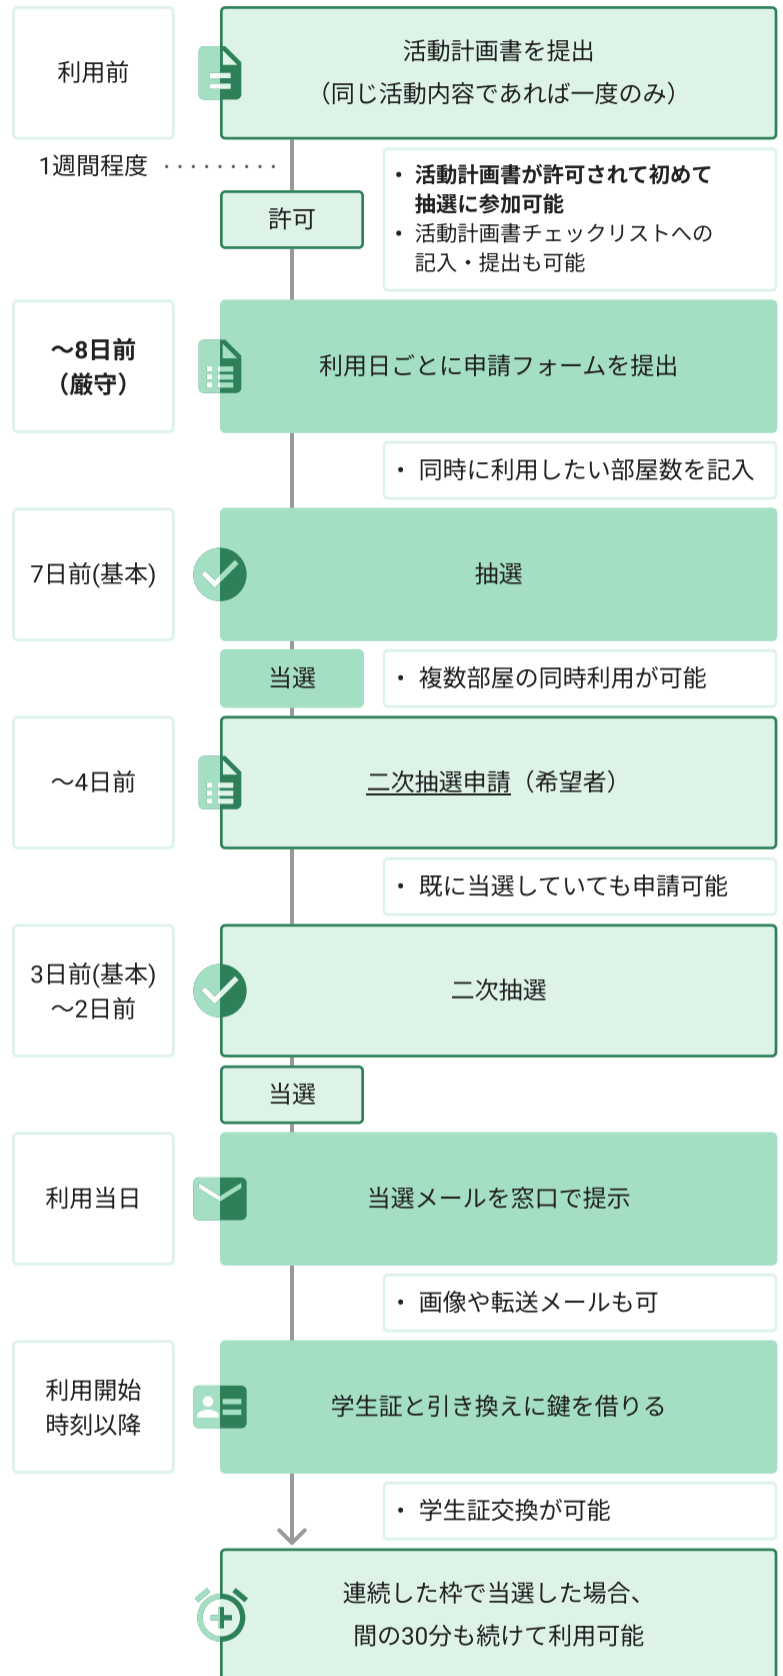 利用前
活動計画書を提出
（同じ活動内容であれば一度のみ）
1週間程度 ·········
・ 活動計画書が許可されて初めて
抽選に参加可能
・ 活動計画書チェックリストへの
記入・提出も可能
許可
〜8日前
（厳守）
利用日ごとに申請フォームを提出
・ 同時に利用したい部屋数を記入
7日前(基本)
抽選
当選
・ 複数部屋の同時利用が可能
〜4日前
二次抽選申請（希望者）
・ 既に当選していても申請可能
3日前(基本)
〜2日前
二次抽選
当選
利用当日
当選メールを窓口で提示
・ 画像や転送メールも可
利用開始
時刻以降
学生証と引き換えに鍵を借りる
・ 学生証交換が可能
連続した枠で当選した場合、
間の30分も続けて利用可能